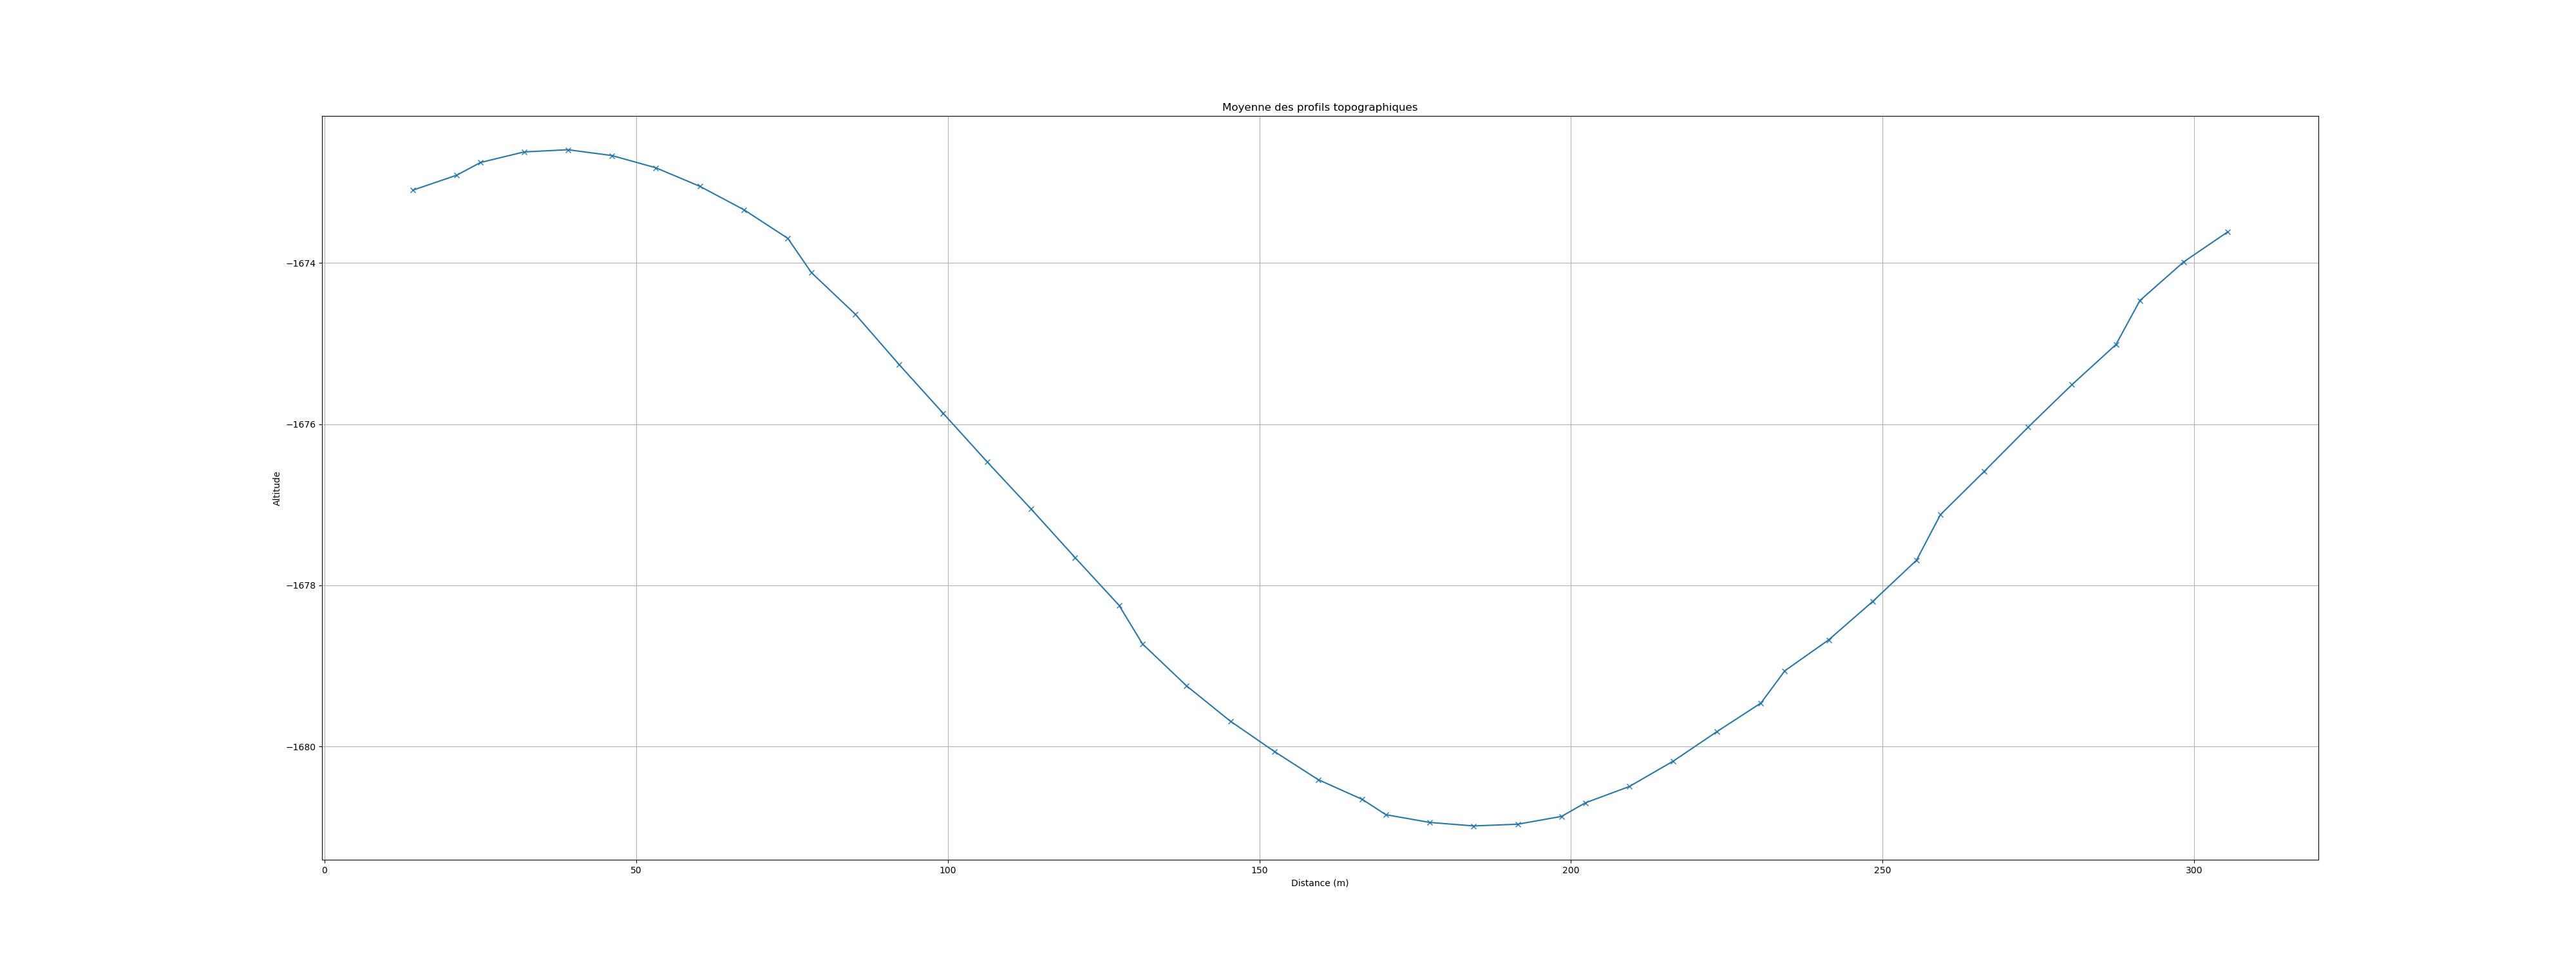 Moyenne des profils topographiques
−1674
−1676
−1678
−1680
Altitude
0 50 100 150 200 250 300
Distance (m)